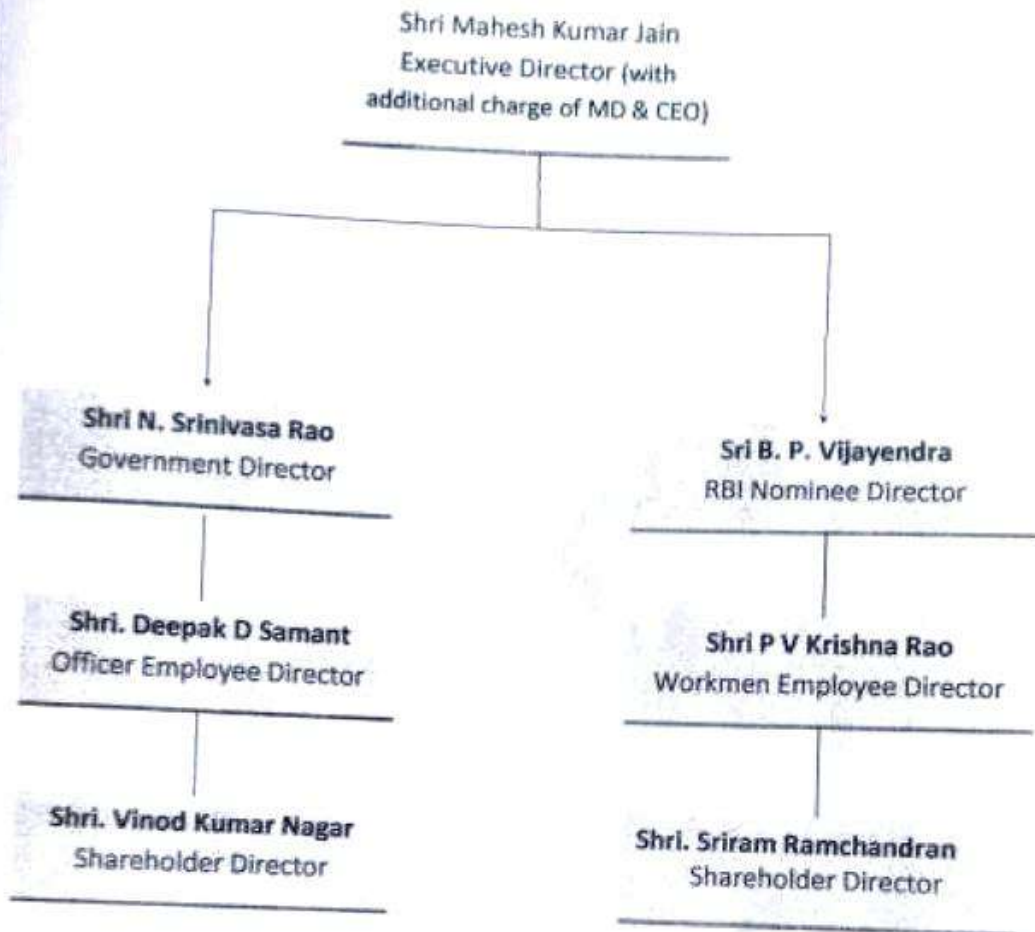 Shri Mahesh Kumar Jain
Executive Director (with
additional charge of MD & CEO)
Shri N. Srinivasa Rao
Government Director
Sri B. P. Vijayendra
RBI Nominee Director
Shri. Deepak D Samant
Officer Employee Director
Shri P V Krishna Rao
Workmen Employee Director
Shri. Vinod Kumar Nagar
Shareholder Director
Shri. Sriram Ramchandran
Shareholder Director